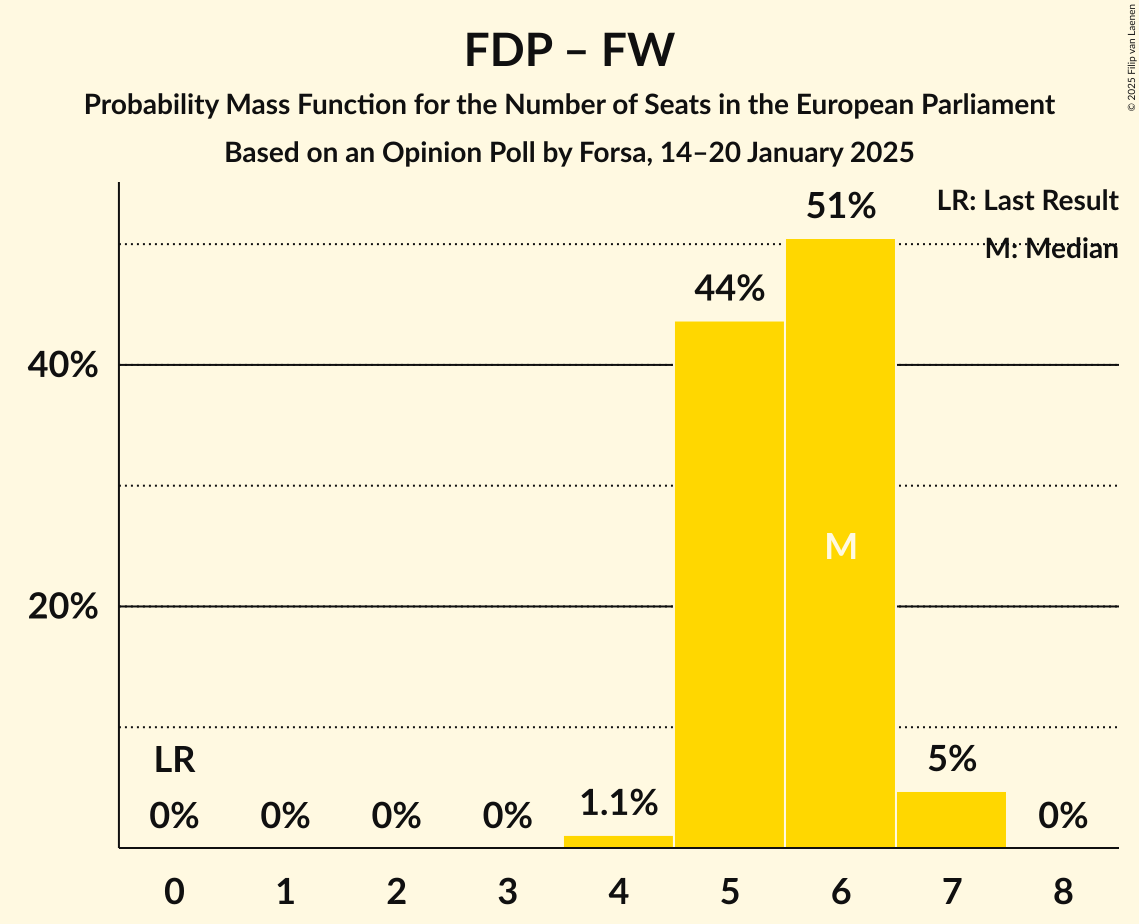 FDP – FW
Probability Mass Function for the Number of Seats in the European Parliament
Based on an Opinion Poll by Forsa, 14–20 January 2025
© 2025 Filip van Laenen
LR: Last Result
M: Median
51%
44%
40%
M
20%
LR
5%
0% 0% 0% 0% 1.1% 0%
0 1 2 3 4 5 6 7 8